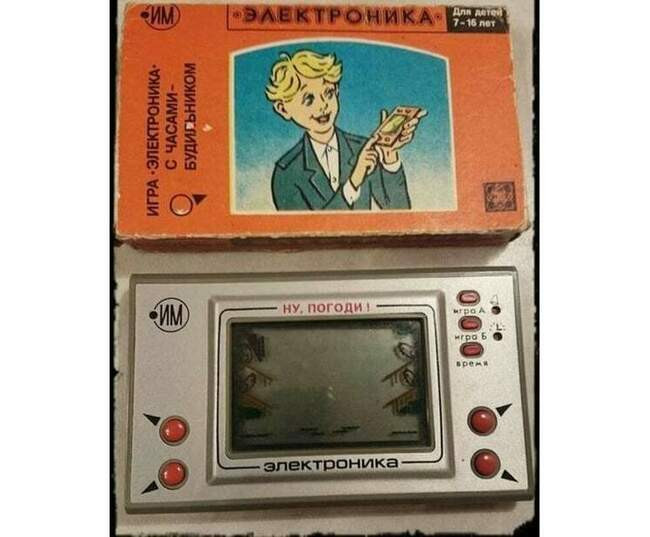 ИМ
•ЭЛЕКТРОНИКА•
Для детей
7-16 лет
ИГРА •ЭЛЕКТРОНИКА•
С ЧАСАМИ-
БУДИЛЬНИКОМ
ИМ
НУ, ПОГОДИ!
игра А
игра Б
время
электроника